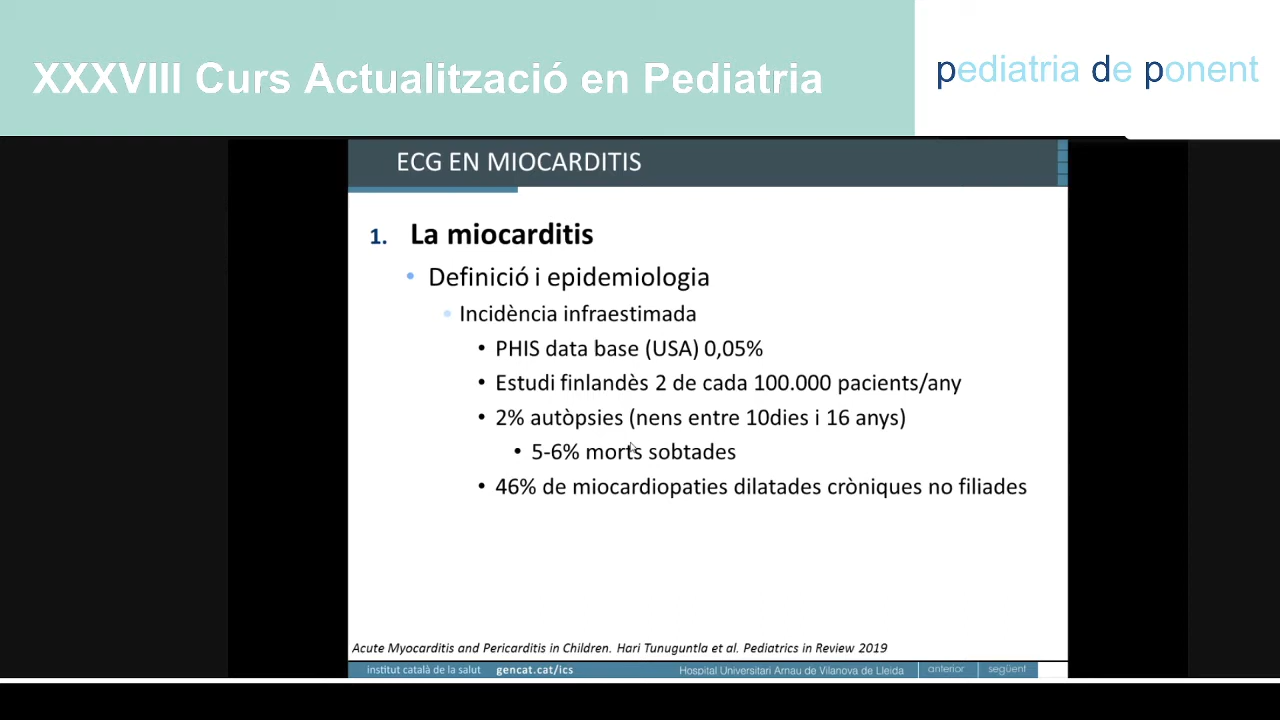 XXXVIII Curs Actualització en Pediatria
pediatria de ponent
ECG EN MIOCARDITIS
1. La miocarditis
• Definició i epidemiologia
• Incidència infraestimada
• PHIS data base (USA) 0,05%
• Estudi finlandès 2 de cada 100.000 pacients/any
• 2% autòpsies (nens entre 10dies i 16 anys)
• 5-6% morts sobtades
• 46% de miocardiopaties dilatades cròniques no filiades
Acute Myocarditis and Pericarditis in Children. Hari Tunuguntla et al. Pediatrics in Review 2019
institut català de la salut gencat.cat/ics Hospital Universitari Arnau de Vilanova de Lleida anterior següent